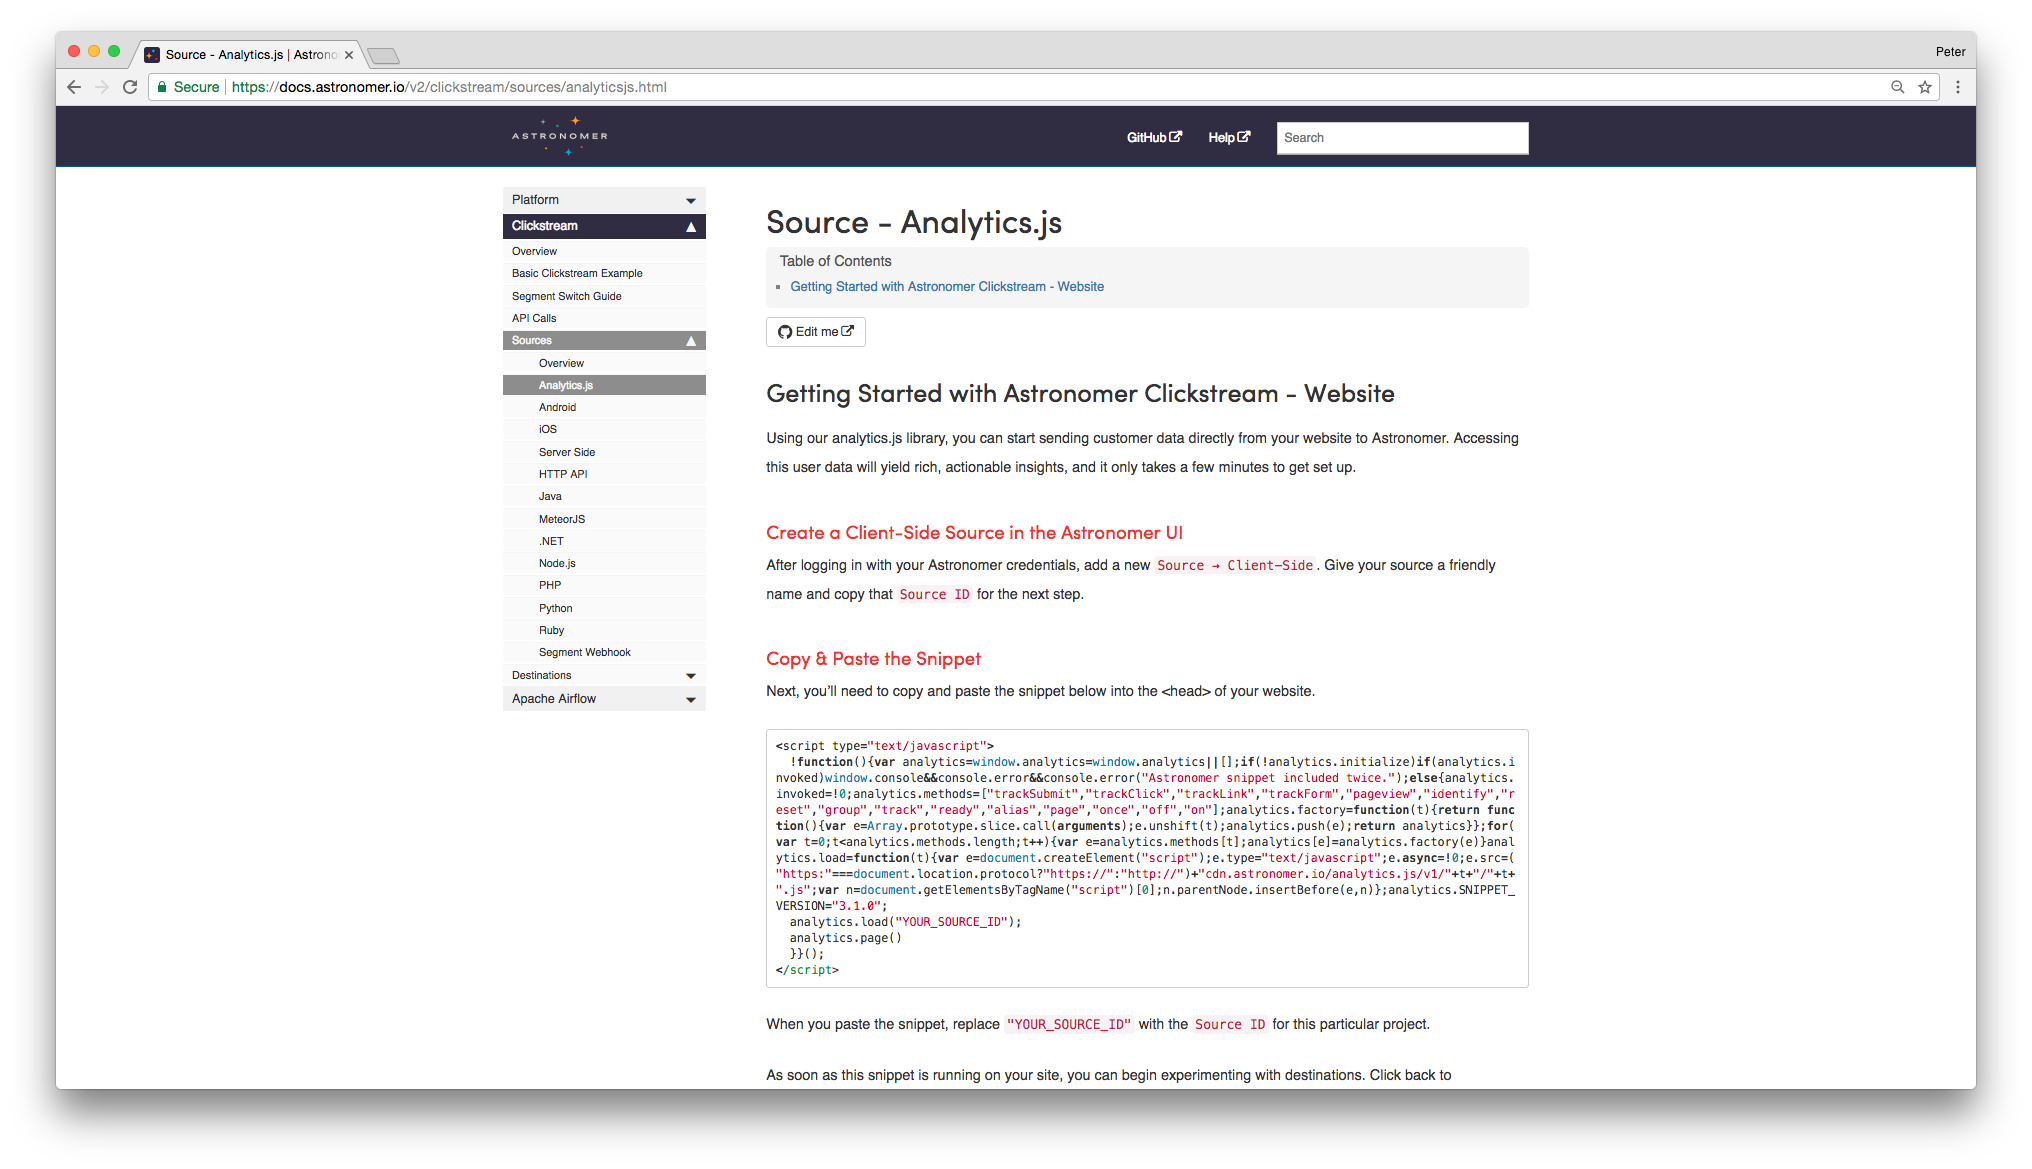 Source - Analytics.js | Astrono
Peter
Secure https://docs.astronomer.io/v2/clickstream/sources/analyticsjs.html
ASTRONOMER
GitHub
Help
Search
Platform
Clickstream
Overview
Basic Clickstream Example
Segment Switch Guide
API Calls
Sources
Overview
Analytics.js
Android
iOS
Server Side
HTTP API
Java
MeteorJS
.NET
Node.js
PHP
Python
Ruby
Segment Webhook
Destinations
Apache Airflow
Source - Analytics.js
Table of Contents
Getting Started with Astronomer Clickstream - Website
Edit me
Getting Started with Astronomer Clickstream - Website
Using our analytics.js library, you can start sending customer data directly from your website to Astronomer. Accessing
this user data will yield rich, actionable insights, and it only takes a few minutes to get set up.
Create a Client-Side Source in the Astronomer UI
After logging in with your Astronomer credentials, add a new Source → Client-Side. Give your source a friendly
name and copy that Source ID for the next step.
Copy & Paste the Snippet
Next, you’ll need to copy and paste the snippet below into the <head> of your website.
<script type="text/javascript">
!function(){var analytics=window.analytics=window.analytics||[];if(!analytics.initialize)if(analytics.i
nvoked)window.console&&console.error&&console.error("Astronomer snippet included twice.");else{analytics.
invoked=!0;analytics.methods=["trackSubmit","trackClick","trackLink","trackForm","pageview","identify","r
eset","group","track","ready","alias","page","once","off","on"];analytics.factory=function(t){return func
tion(){var e=Array.prototype.slice.call(arguments);e.unshift(t);analytics.push(e);return analytics}};for(
var t=0;t<analytics.methods.length;t++){var e=analytics.methods[t];analytics[e]=analytics.factory(e)}anal
ytics.load=function(t){var e=document.createElement("script");e.type="text/javascript";e.async=!0;e.src=(
"https:"===document.location.protocol?"https://":"http://")+"cdn.astronomer.io/analytics.js/v1/"+t+"/"+t+
".js";var n=document.getElementsByTagName("script")[0];n.parentNode.insertBefore(e,n)};analytics.SNIPPET_
VERSION="3.1.0";
analytics.load("YOUR_SOURCE_ID");
analytics.page()
}}();
</script>
When you paste the snippet, replace "YOUR_SOURCE_ID" with the Source ID for this particular project.
As soon as this snippet is running on your site, you can begin experimenting with destinations. Click back to